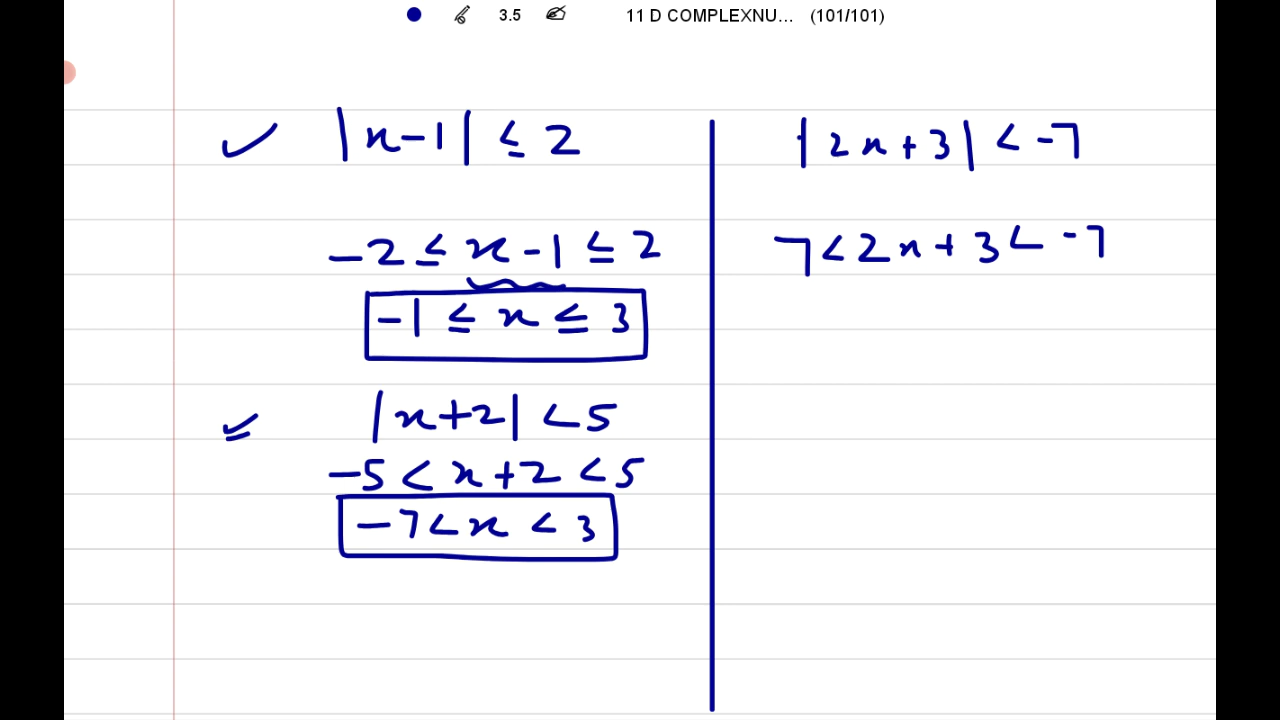 3.5 11 D COMPLEXNU... (101/101)
|x-1| ≤ 2
-2 ≤ x-1 ≤ 2
-1 ≤ x ≤ 3
|x+2| < 5
-5 < x+2 < 5
-7 < x < 3
|2x+3| < -7
7 < 2x+3 < -7